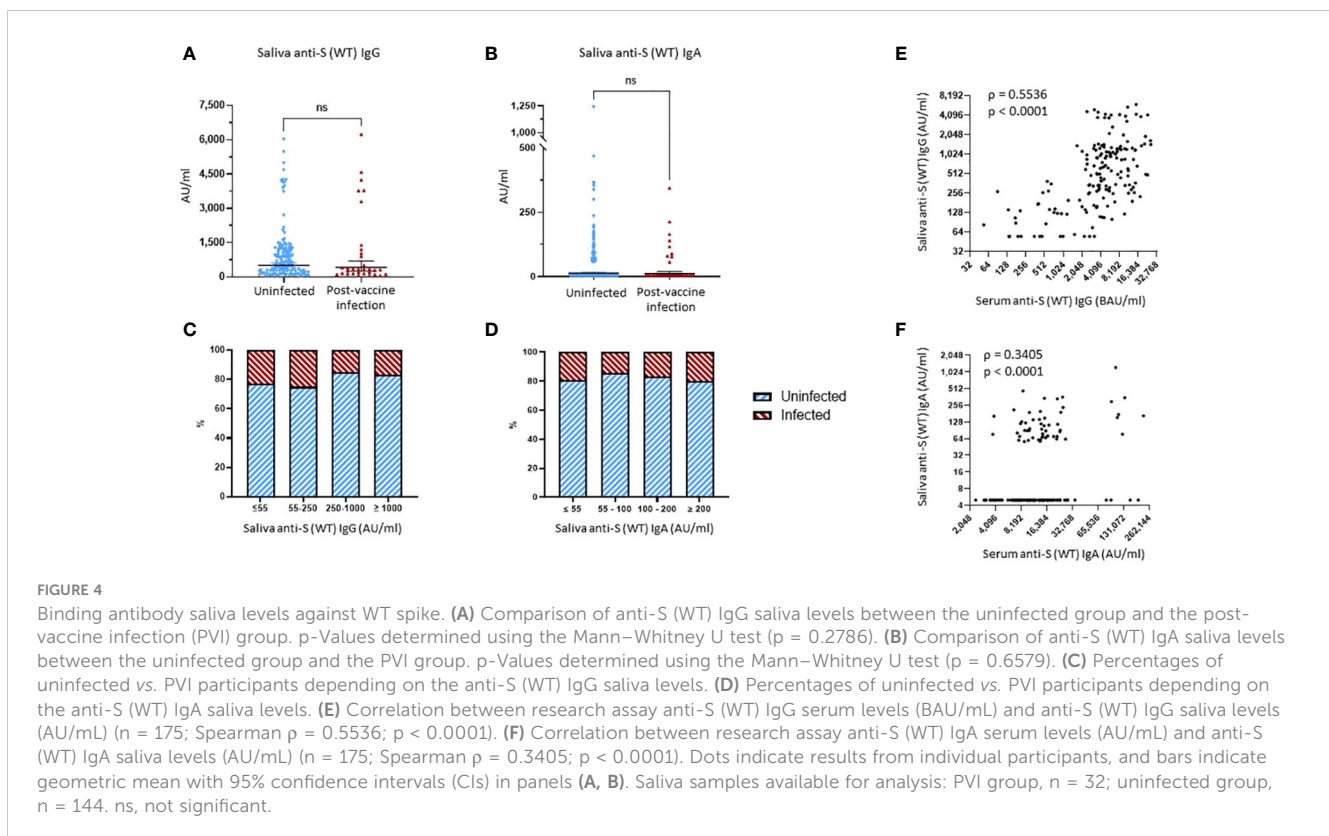 A
Saliva anti-S (WT) IgG
ns
7,500
6,000
4,500
3,000
1,500
0
AU/ml
Uninfected
Post-vaccine
infection
B
Saliva anti-S (WT) IgA
ns
1,250
1,000
500
250
0
AU/ml
Uninfected
Post-vaccine
infection
E
ρ = 0.5536
p < 0.0001
8,192
4,096
2,048
1,024
512
256
128
64
32
Saliva anti-S (WT) IgG (AU/ml)
32
64
128
256
512
1,024
2,048
4,096
8,192
16,384
32,768
Serum anti-S (WT) IgG (BAU/ml)
C
100
80
60
40
20
0
%
≤55
55-250
250-1000
≥ 1000
Saliva anti-S (WT) IgG (AU/ml)
D
100
80
60
40
20
0
%
≤ 55
55 - 100
100 - 200
≥ 200
Saliva anti-S (WT) IgA (AU/ml)
Uninfected
Infected
F
ρ = 0.3405
p < 0.0001
2,048
1,024
512
256
128
64
32
16
8
4
Saliva anti-S (WT) IgA (AU/ml)
2,048
4,096
8,192
16,384
32,768
65,536
131,072
262,144
Serum anti-S (WT) IgA (AU/ml)
FIGURE 4
Binding antibody saliva levels against WT spike. (A) Comparison of anti-S (WT) IgG saliva levels between the uninfected group and the post-
vaccine infection (PVI) group. p-Values determined using the Mann–Whitney U test (p = 0.2786). (B) Comparison of anti-S (WT) IgA saliva levels
between the uninfected group and the PVI group. p-Values determined using the Mann–Whitney U test (p = 0.6579). (C) Percentages of
uninfected vs. PVI participants depending on the anti-S (WT) IgG saliva levels. (D) Percentages of uninfected vs. PVI participants depending on
the anti-S (WT) IgA saliva levels. (E) Correlation between research assay anti-S (WT) IgG serum levels (BAU/mL) and anti-S (WT) IgG saliva levels
(AU/mL) (n = 175; Spearman ρ = 0.5536; p < 0.0001). (F) Correlation between research assay anti-S (WT) IgA serum levels (AU/mL) and anti-S
(WT) IgA saliva levels (AU/mL) (n = 175; Spearman ρ = 0.3405; p < 0.0001). Dots indicate results from individual participants, and bars indicate
geometric mean with 95% confidence intervals (CIs) in panels (A, B). Saliva samples available for analysis: PVI group, n = 32; uninfected group,
n = 144. ns, not significant.